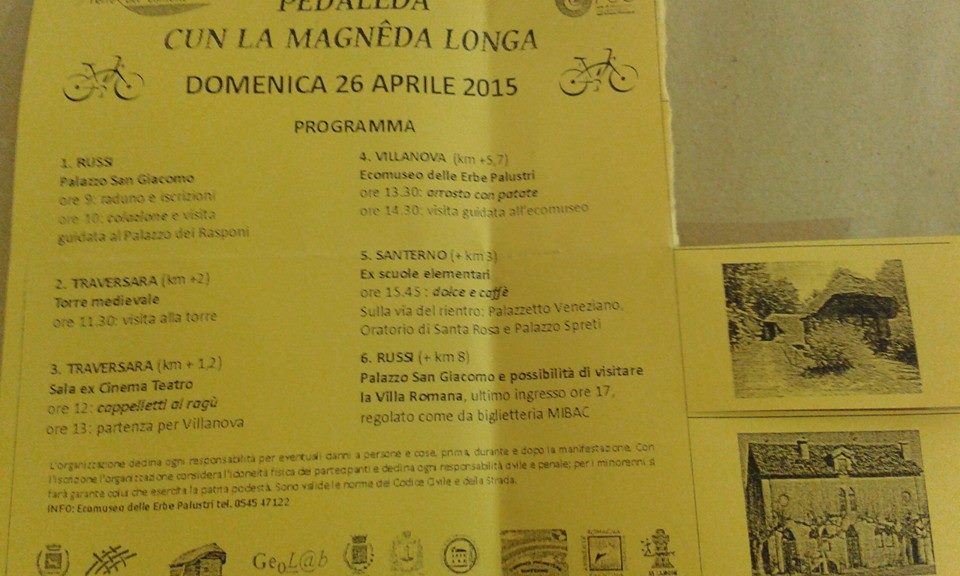 PEDALEDA
CUN LA MAGNÊDA LONGA
DOMENICA 26 APRILE 2015
PROGRAMMA
1. RUSSI
Palazzo San Giacomo
ore 9: raduno e iscrizioni
ore 10: colazione e visita
guidata al Palazzo dei Rasponi
2. TRAVERSARA (km +2)
Torre medievale
ore 11.30: visita alla torre
3. TRAVERSARA (km + 1,2)
Sala ex Cinema Teatro
ore 12: cappelletti al ragù
ore 13: partenza per Villanova
4. VILLANOVA (km +5,7)
Ecomuseo delle Erbe Palustri
ore 13.30: arrosto con patate
ore 14.30: visita guidata all'ecomuseo
5. SANTERNO (+ km 3)
Ex scuole elementari
ore 15.45 : dolce e caffè
Sulla via del rientro: Palazzetto Veneziano,
Oratorio di Santa Rosa e Palazzo Spreti
6. RUSSI (+ km 8)
Palazzo San Giacomo e possibilità di visitare
la Villa Romana, ultimo ingresso ore 17,
regolato come da biglietteria MIBAC
L'organizzazione declina ogni responsabilità per eventuali danni a persone e cose, prima, durante e dopo la manifestazione. Con
l'iscrizione l'organizzazione considera l'idoneità fisica dei partecipanti e declina ogni responsabilità civile e penale; per i minorenni si
farà garante colui che esercita la patria podestà. Sono valide le norme del Codice Civile e della Strada.
INFO: Ecomuseo delle Erbe Palustri tel. 0545 47122
GeoL@b